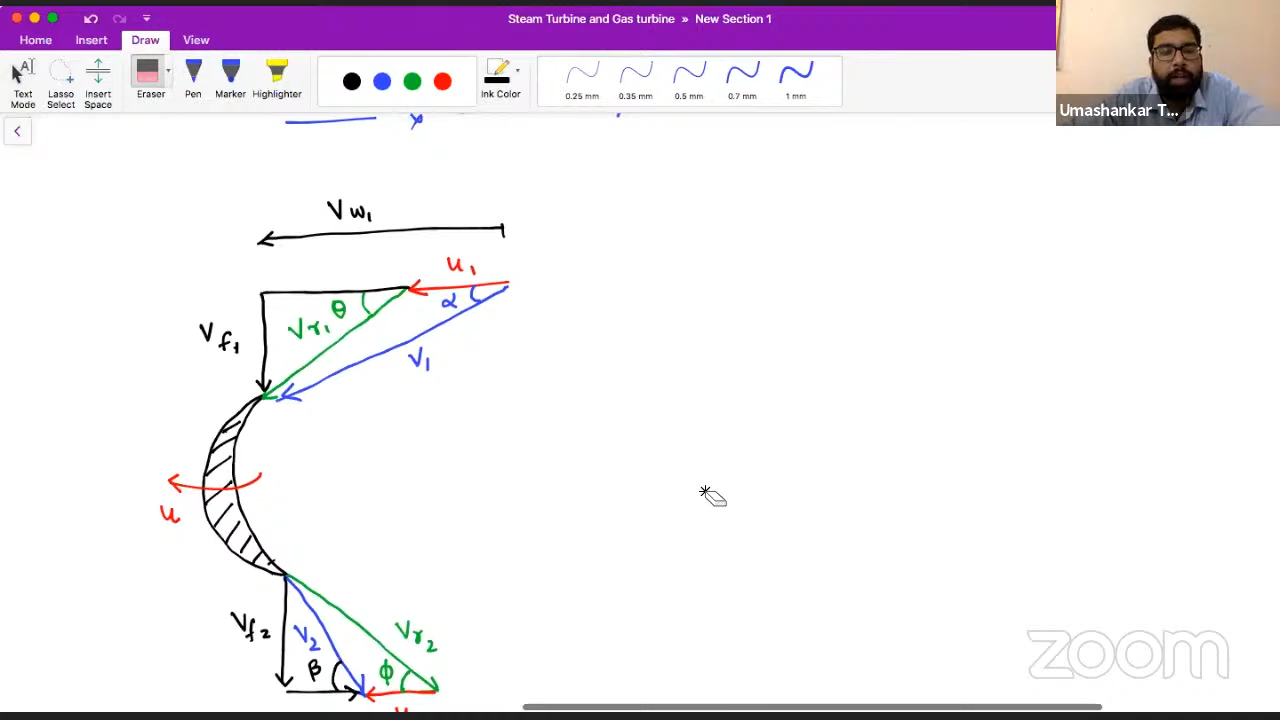 Steam Turbine and Gas turbine » New Section 1
Home Insert Draw View
Text Mode
Lasso Select
Insert Space
Eraser
Pen
Marker
Highlighter
Ink Color
0.25 mm
0.35 mm
0.5 mm
0.7 mm
1 mm
Umashankar T...
Vw1
u1
θ
α
Vr1
Vf1
V1
u
Vf2
V2
Vr2
β
φ
zoom